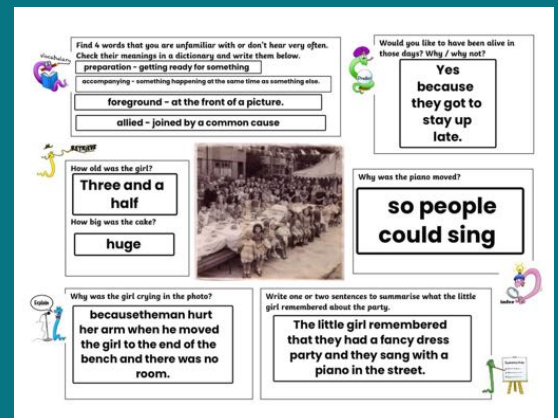 Vocabulary
Find 4 words that you are unfamiliar with or don't hear very often.
Check their meanings in a dictionary and write them below.
preparation - getting ready for something
accompanying - something happening at the same time as something else.
foreground - at the front of a picture.
allied - joined by a common cause
Predict
Would you like to have been alive in
those days? Why / why not?
Yes
because
they got to
stay up
late.
RETRIEVE
How old was the girl?
Three and a
half
How big was the cake?
huge
Why was the piano moved?
so people
could sing
Infer
Explain
Why was the girl crying in the photo?
becausetheman hurt
her arm when he moved
the girl to the end of the
bench and there was no
room.
Write one or two sentences to summarise what the little
girl remembered about the party.
The little girl remembered
that they had a fancy dress
party and they sang with a
piano in the street.
Summarise